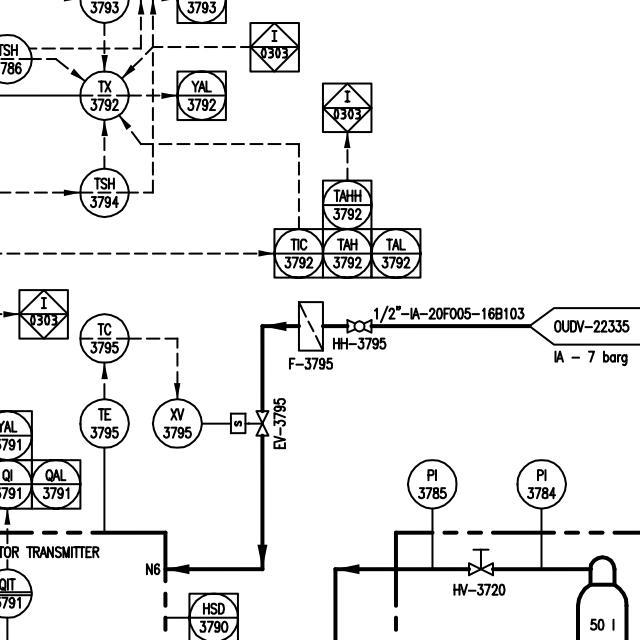 3793
3793
TSH
786
I
0303
TX
3792
YAL
3792
I
0303
TSH
3794
TAHH
3792
TIC
3792
TAH
3792
TAL
3792
I
0303
TC
3795
1/2"-IA-20F005-16B103
OUDV-22335
HH-3795
IA - 7 barg
F-3795
TE
3795
XV
3795
S
EV-3795
YAL
3791
QI
3791
QAL
3791
PI
3785
PI
3784
TOR TRANSMITTER
N6
QIT
3791
HV-3720
HSD
3790
50 l